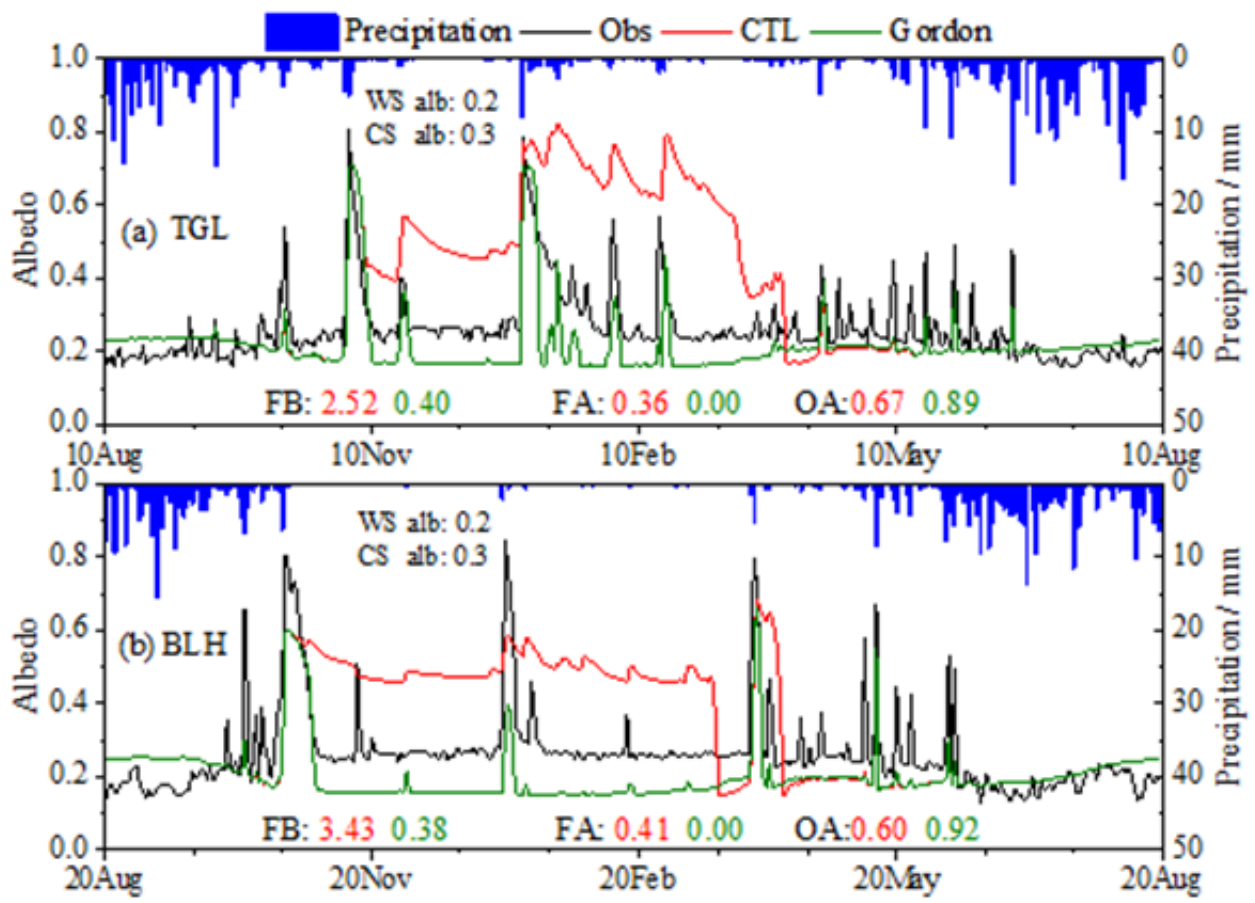 Precipitation Obs CTL Gordon
1.0 0
WS alb: 0.2
CS alb: 0.3
0.8 10
0.6 20
(a) TGL
0.4 30
0.2 40
FB: 2.52 0.40 FA: 0.36 0.00 OA:0.67 0.89
0.0 50
Albedo
Precipitation / mm
10Aug 10Nov 10Feb 10May 10Aug
1.0 0
WS alb: 0.2
CS alb: 0.3
0.8 10
0.6 20
(b) BLH
0.4 30
0.2 40
FB: 3.43 0.38 FA: 0.41 0.00 OA:0.60 0.92
0.0 50
Albedo
Precipitation / mm
20Aug 20Nov 20Feb 20May 20Aug